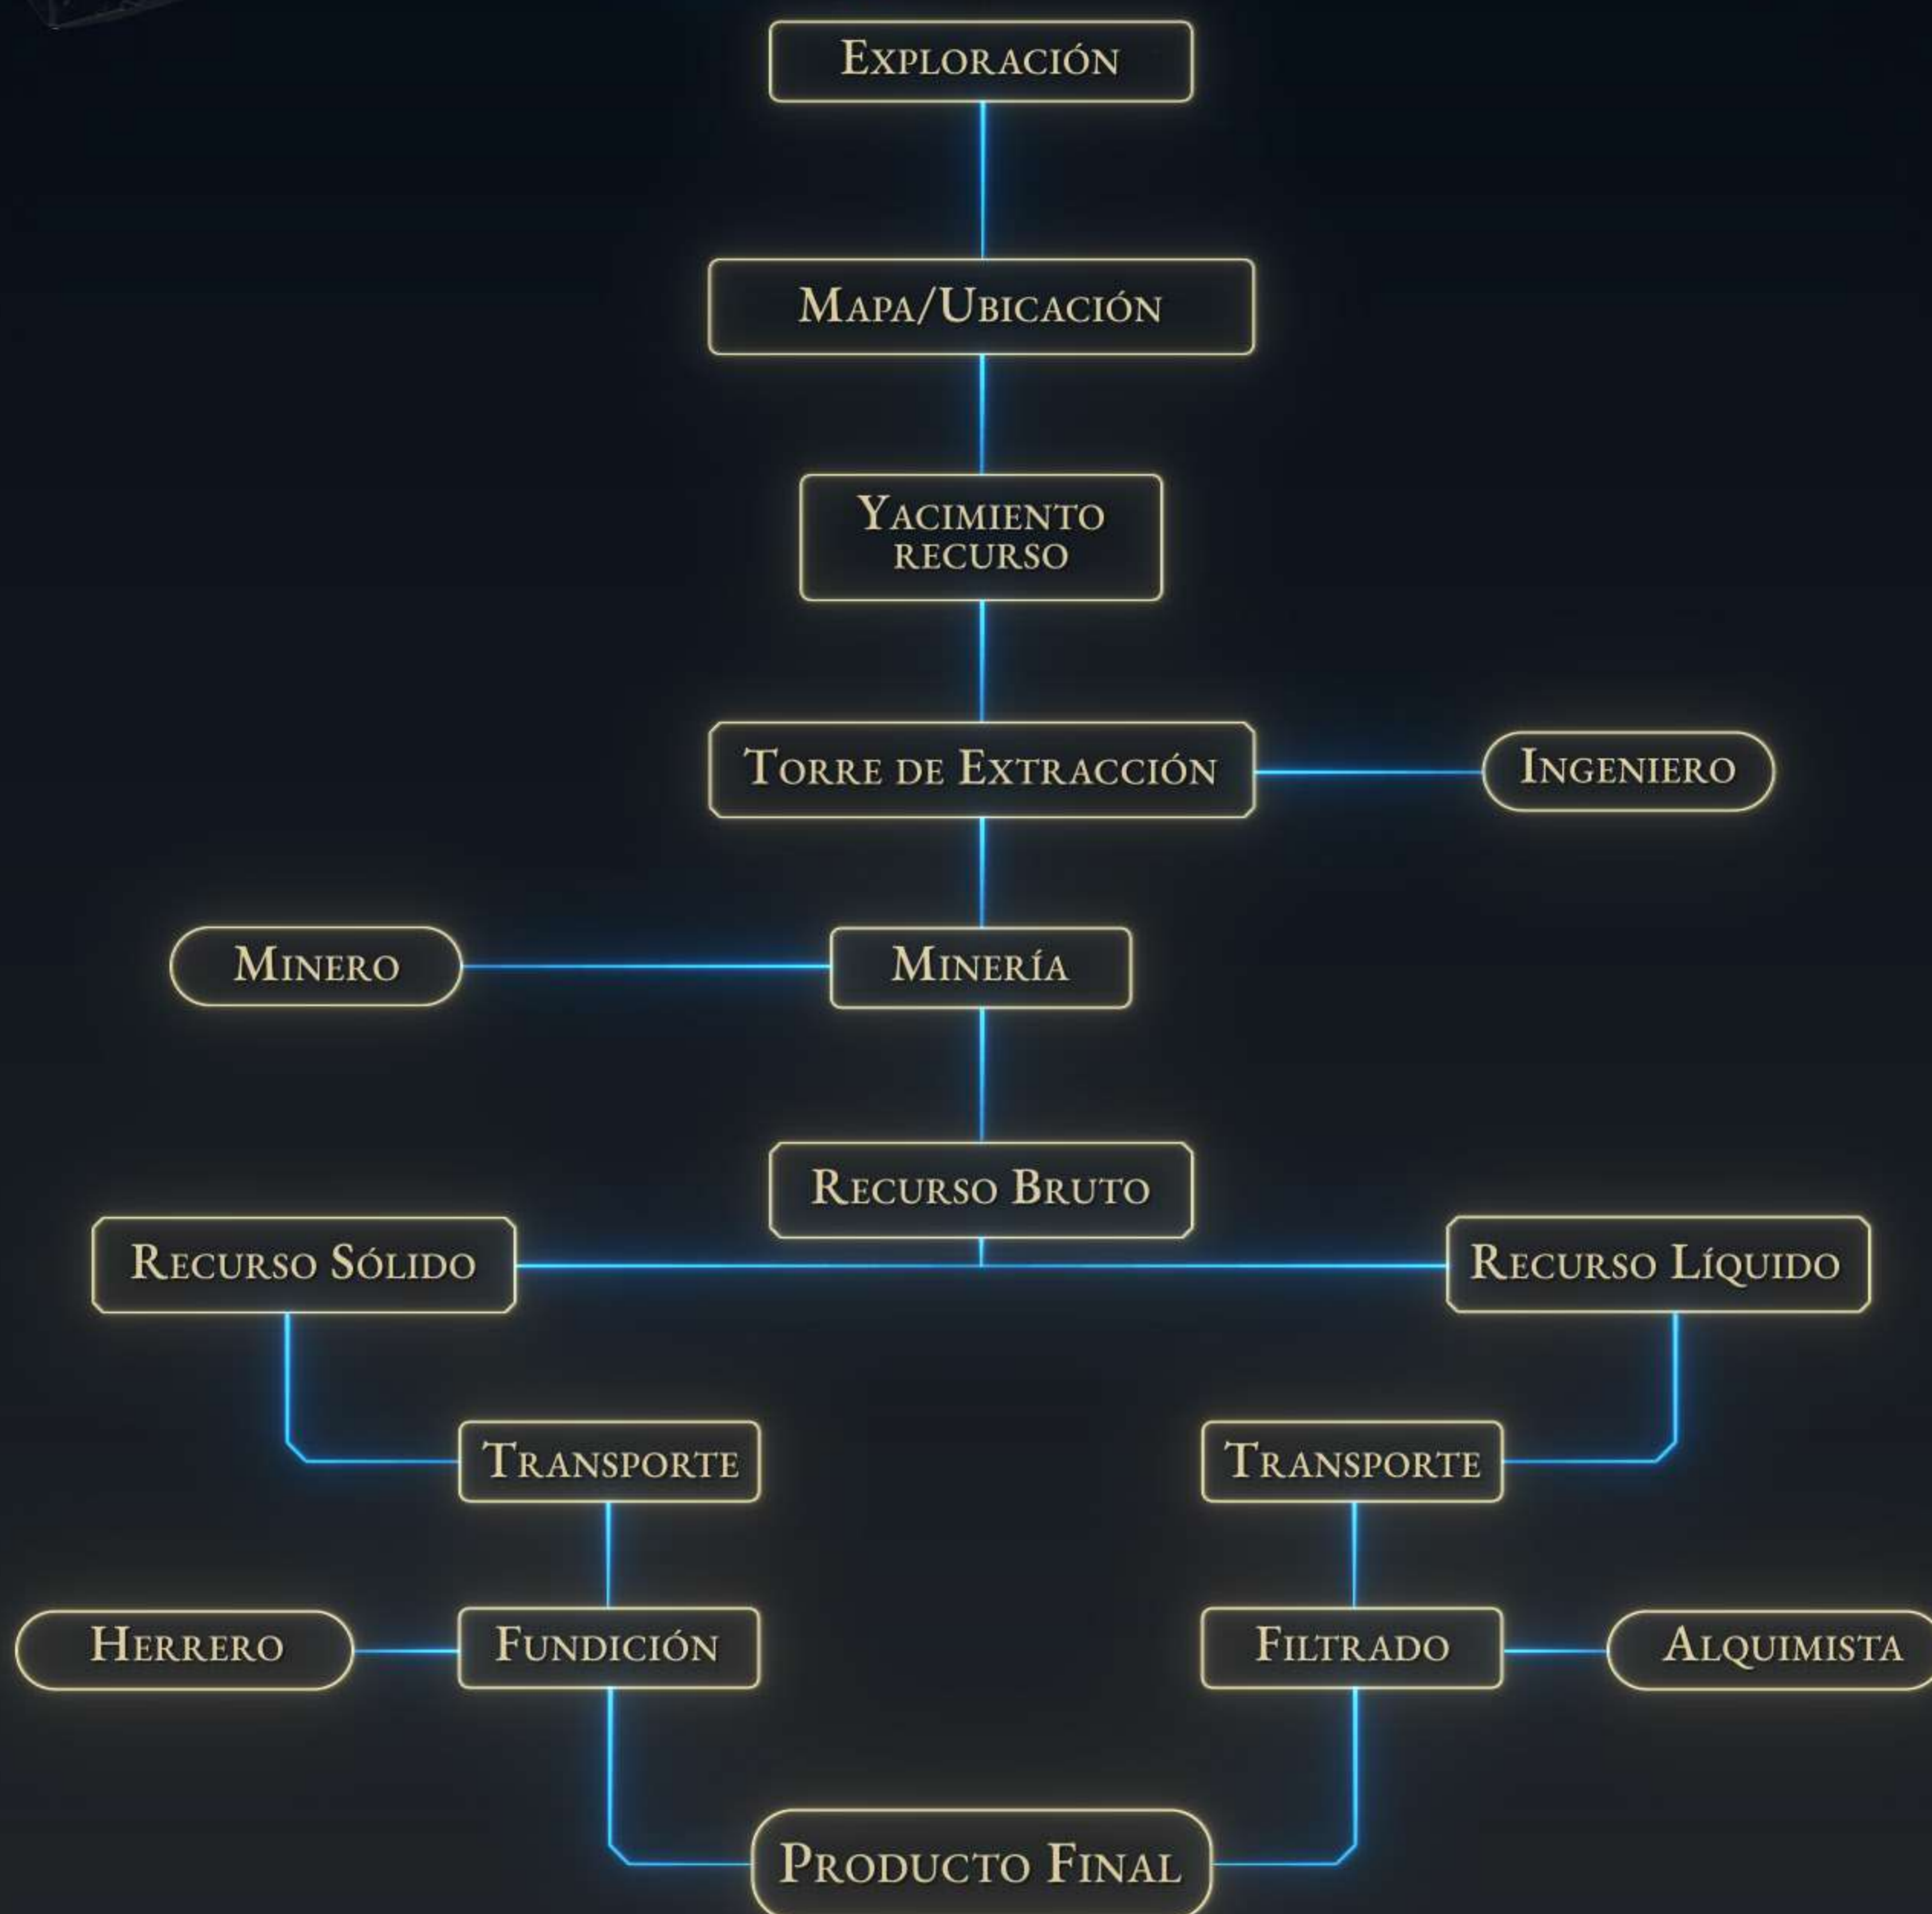 Exploración
Mapa/Ubicación
Yacimiento
recurso
Torre de Extracción
Ingeniero
Minero
Minería
Recurso Bruto
Recurso Sólido
Recurso Líquido
Transporte
Transporte
Herrero
Fundición
Filtrado
Alquimista
Producto Final